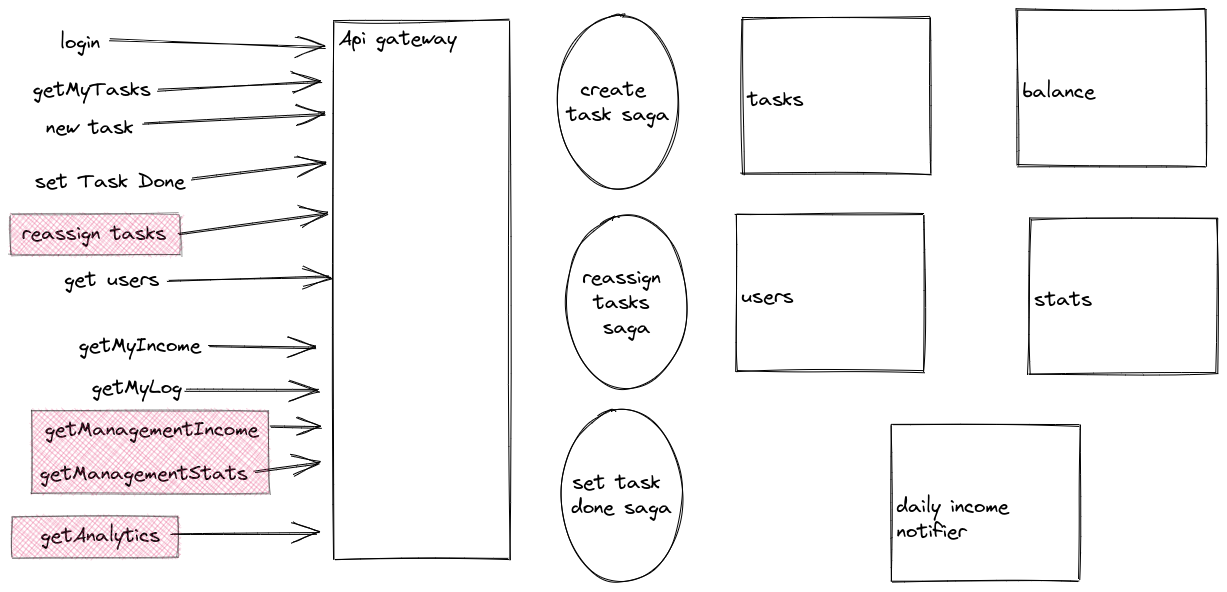 login
getMyTasks
new task
set Task Done
reassign tasks
get users
getMyIncome
getMyLog
getManagementIncome
getManagementStats
getAnalytics
Api gateway
create
task saga
reassign
tasks
saga
set task
done saga
tasks
balance
users
stats
daily income
notifier